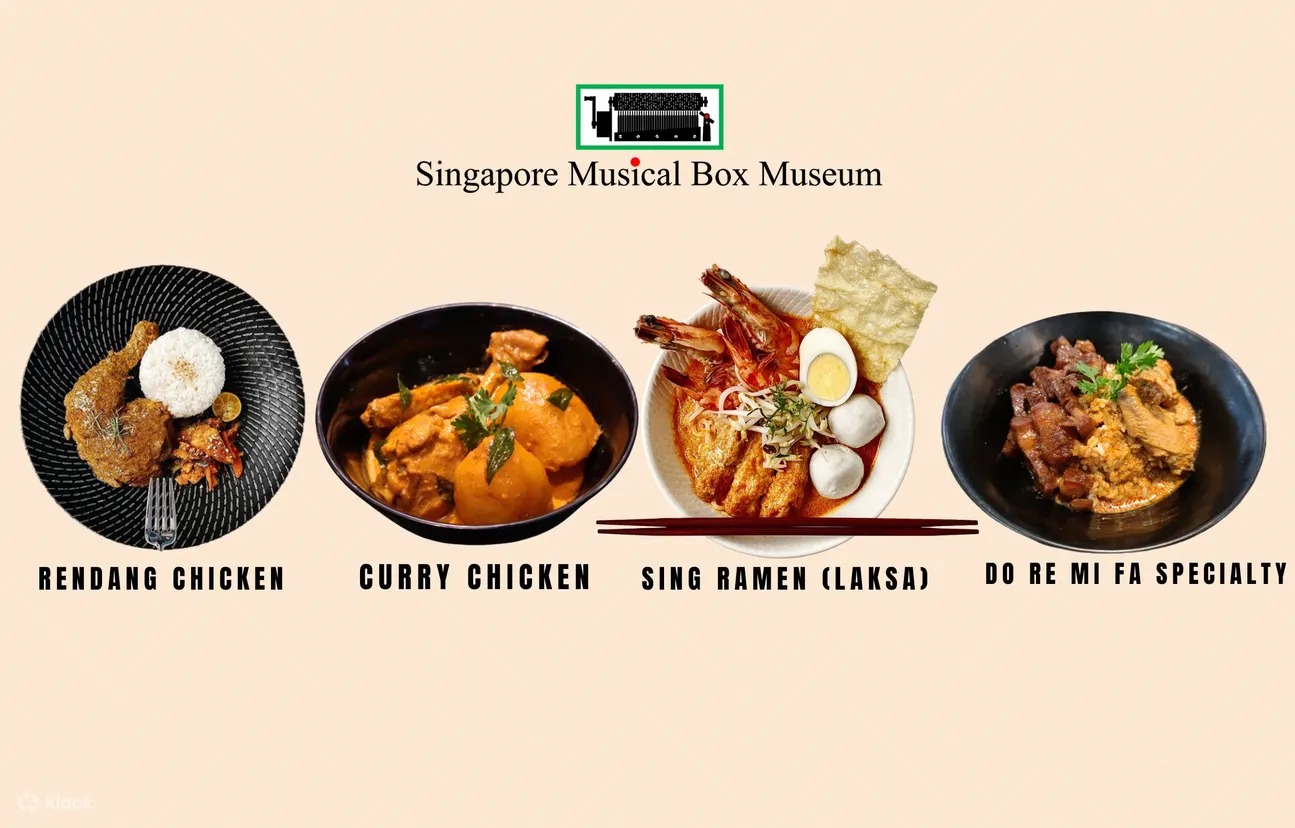 Singapore Musical Box Museum
RENDANG CHICKEN
CURRY CHICKEN
SING RAMEN (LAKSA)
DO RE MI FA SPECIALTY
klook